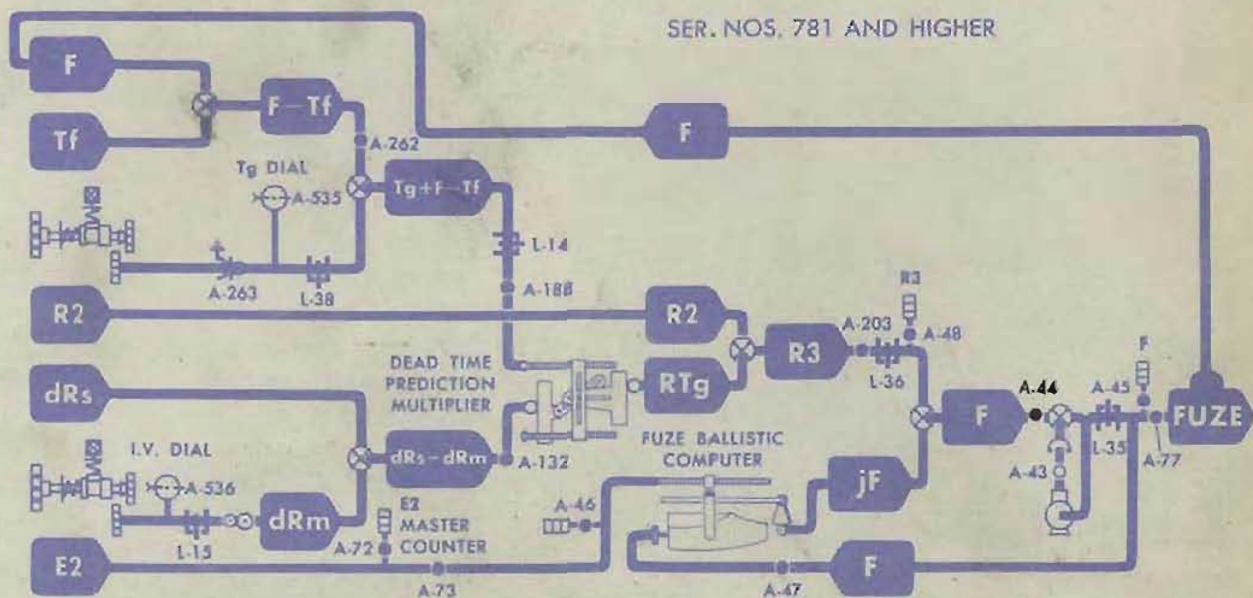 SER. NOS. 781 AND HIGHER
F
F–Tf
Tf
A-262
F
Tg DIAL
A-535
Tg+F–Tf
L-14
A-263
L-38
A-188
R2
R2
R3
A-203
R3
A-48
L-36
DEAD TIME
PREDICTION
MULTIPLIER
RTg
dRs
dRs–dRm
A-132
I.V. DIAL
A-536
dRm
L-15
FUZE BALLISTIC
COMPUTER
jF
F
A-44
A-45
F
FUZE
L-35
A-77
A-43
A-46
E2
MASTER
COUNTER
A-72
E2
A-73
A-47
F